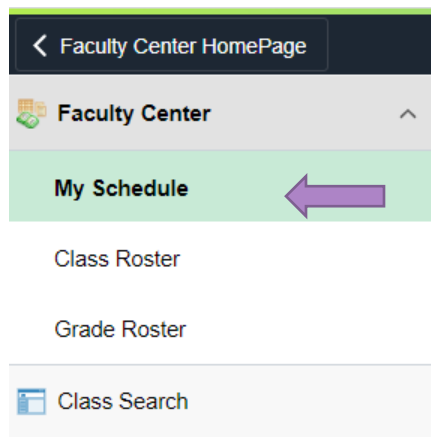 Faculty Center HomePage
Faculty Center
My Schedule
Class Roster
Grade Roster
Class Search